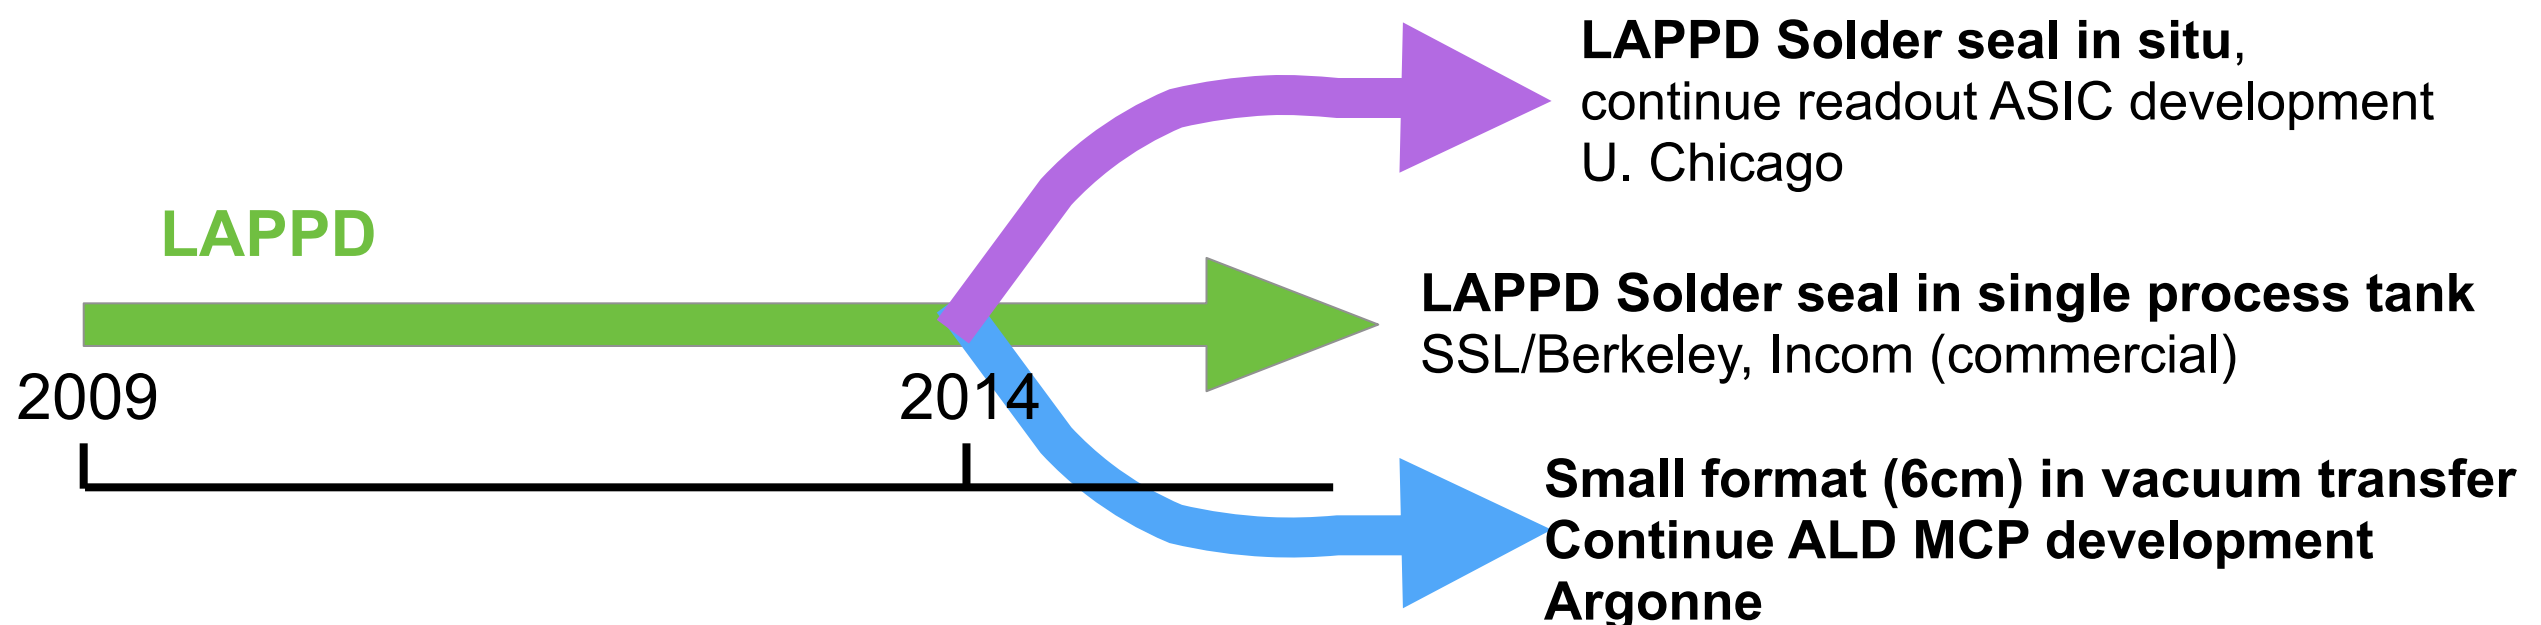 LAPPD Solder seal in situ,
continue readout ASIC development
U. Chicago
LAPPD
LAPPD Solder seal in single process tank
SSL/Berkeley, Incom (commercial)
2009
2014
Small format (6cm) in vacuum transfer
Continue ALD MCP development
Argonne